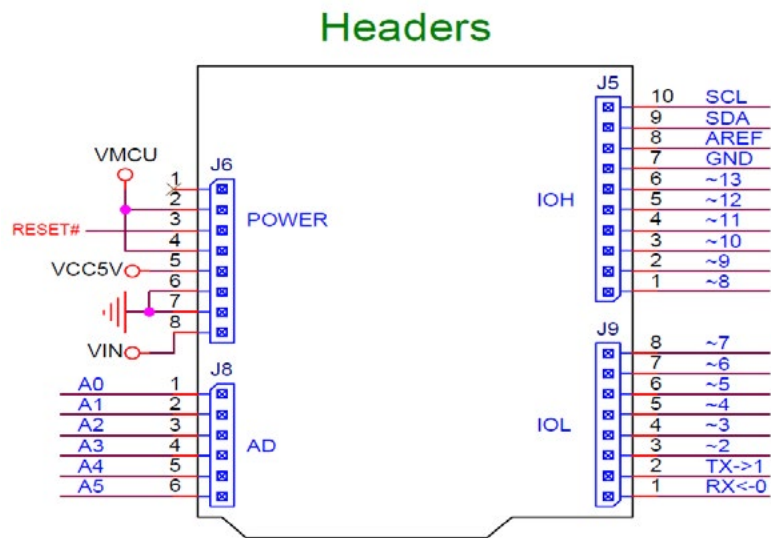 Headers
J5
10 SCL
9 SDA
8 AREF
7 GND
6 ~13
5 ~12
4 ~11
3 ~10
2 ~9
1 ~8
IOH
VMCU
J6
1
2
RESET# 3
4
VCC5V 5
6
7
8
VIN
POWER
J8
A0 1
A1 2
A2 3
A3 4
A4 5
A5 6
AD
J9
8 ~7
7 ~6
6 ~5
5 ~4
4 ~3
3 ~2
2 TX->1
1 RX<-0
IOL